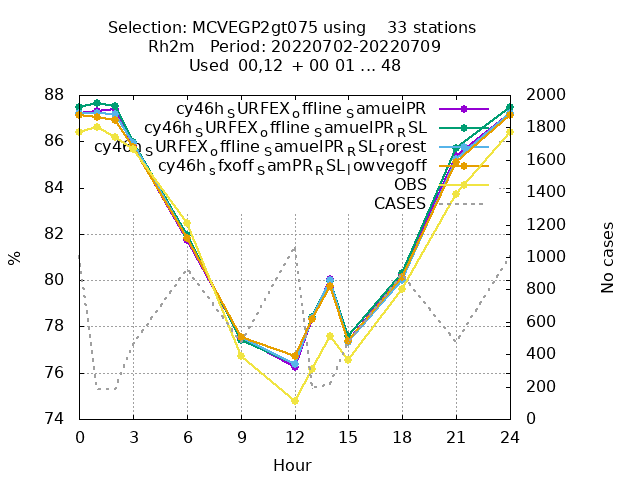 Selection: MCVEGP2gt075 using 33 stations
Rh2m Period: 20220702-20220709
Used 00,12 + 00 01 ... 48
88
86
84
82
80
78
76
74
%
2000
1800
1600
1400
1200
1000
800
600
400
200
0
No cases
cy46h_SURFEX_offline_SamuelPR
cy46h_SURFEX_offline_SamuelPR_RSL
cy46h_SURFEX_offline_SamuelPR_RSL_forest
cy46h_sfxoff_SamPR_RSL_lowvegoff
OBS
CASES
0 3 6 9 12 15 18 21 24
Hour